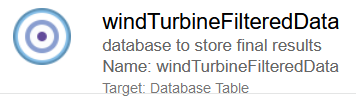 windTurbineFilteredData
database to store final results
Name: windTurbineFilteredData
Target: Database Table